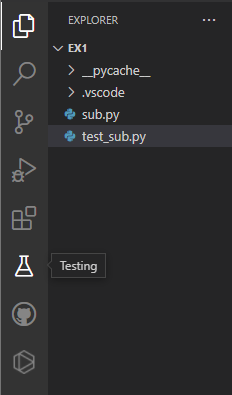 EXPLORER
EX1
__pycache__
.vscode
sub.py
test_sub.py
Testing